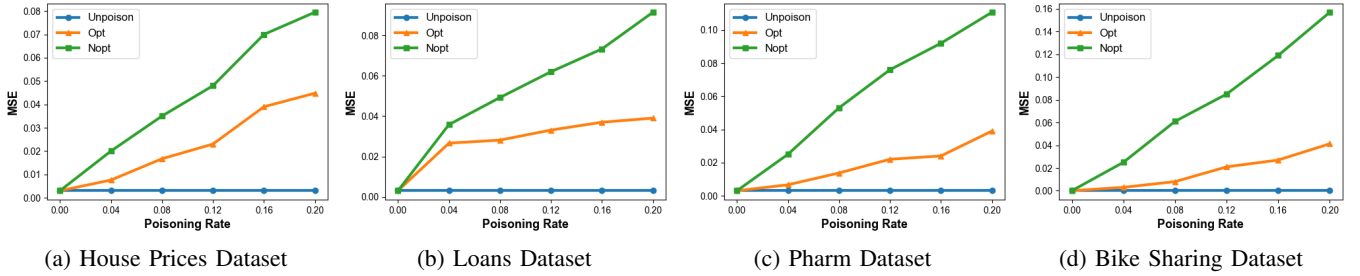 0.08
0.07
0.06
0.05
0.04
0.03
0.02
0.01
0.00
MSE
Unpoison
Opt
Nopt
0.00 0.04 0.08 0.12 0.16 0.20
Poisoning Rate
(a) House Prices Dataset
0.08
0.06
0.04
0.02
0.00
MSE
Unpoison
Opt
Nopt
0.00 0.04 0.08 0.12 0.16 0.20
Poisoning Rate
(b) Loans Dataset
0.10
0.08
0.06
0.04
0.02
0.00
MSE
Unpoison
Opt
Nopt
0.00 0.04 0.08 0.12 0.16 0.20
Poisoning Rate
(c) Pharm Dataset
0.16
0.14
0.12
0.10
0.08
0.06
0.04
0.02
0.00
MSE
Unpoison
Opt
Nopt
0.00 0.04 0.08 0.12 0.16 0.20
Poisoning Rate
(d) Bike Sharing Dataset